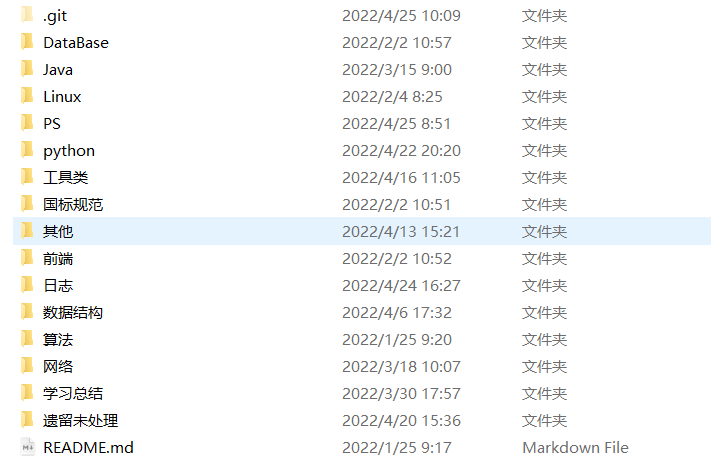 .git 2022/4/25 10:09 文件夹
DataBase 2022/2/2 10:57 文件夹
Java 2022/3/15 9:00 文件夹
Linux 2022/2/4 8:25 文件夹
PS 2022/4/25 8:51 文件夹
python 2022/4/22 20:20 文件夹
工具类 2022/4/16 11:05 文件夹
国标规范 2022/2/2 10:51 文件夹
其他 2022/4/13 15:21 文件夹
前端 2022/2/2 10:52 文件夹
日志 2022/4/24 16:27 文件夹
数据结构 2022/4/6 17:32 文件夹
算法 2022/1/25 9:20 文件夹
网络 2022/3/18 10:07 文件夹
学习总结 2022/3/30 17:57 文件夹
遗留未处理 2022/4/20 15:36 文件夹
README.md 2022/1/25 9:17 Markdown File